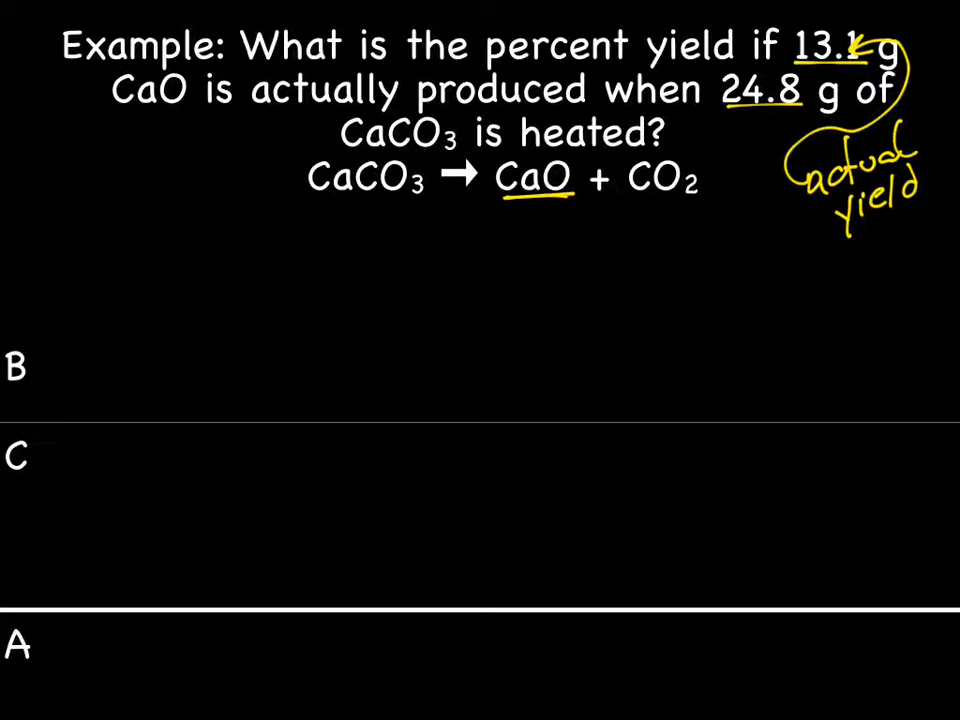 Example: What is the percent yield if 13.1 g
CaO is actually produced when 24.8 g of
CaCO₃ is heated?
CaCO₃ ➡ CaO + CO₂
actual
yield
B
C
A